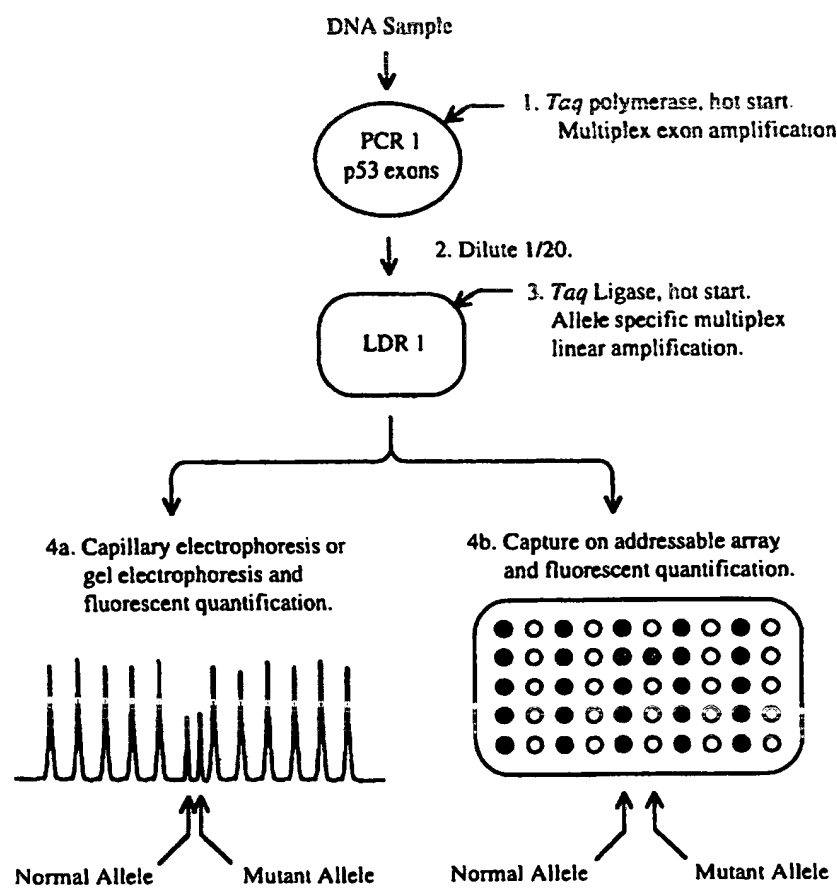 DNA Sample
1. Taq polymerase, hot start.
Multiplex exon amplification
PCR 1
p53 exons
2. Dilute 1/20.
3. Taq Ligase, hot start.
Allele specific multiplex
linear amplification.
LDR 1
4a. Capillary electrophoresis or
gel electrophoresis and
fluorescent quantification.
4b. Capture on addressable array
and fluorescent quantification.
Normal Allele
Mutant Allele
Normal Allele
Mutant Allele